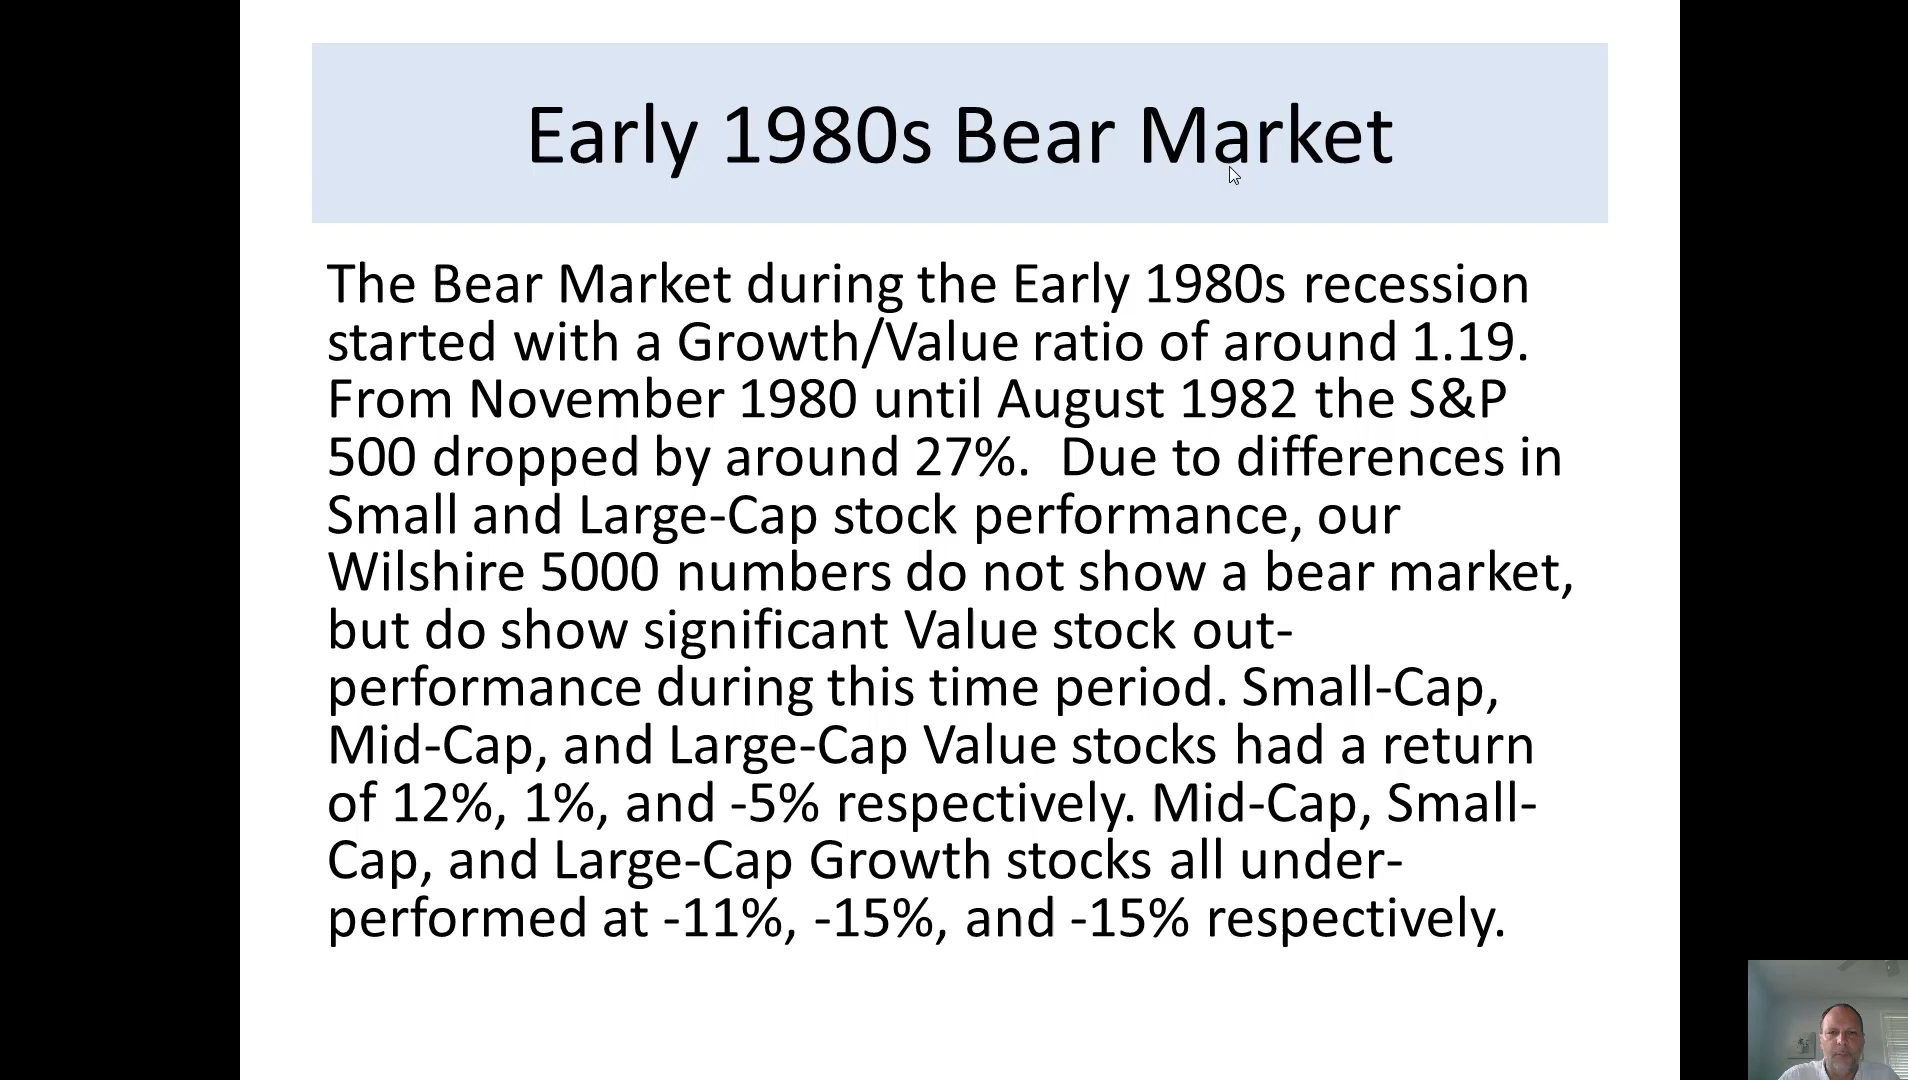 Early 1980s Bear Market
The Bear Market during the Early 1980s recession
started with a Growth/Value ratio of around 1.19.
From November 1980 until August 1982 the S&P
500 dropped by around 27%.  Due to differences in
Small and Large-Cap stock performance, our
Wilshire 5000 numbers do not show a bear market,
but do show significant Value stock out-
performance during this time period. Small-Cap,
Mid-Cap, and Large-Cap Value stocks had a return
of 12%, 1%, and -5% respectively. Mid-Cap, Small-
Cap, and Large-Cap Growth stocks all under-
performed at -11%, -15%, and -15% respectively.